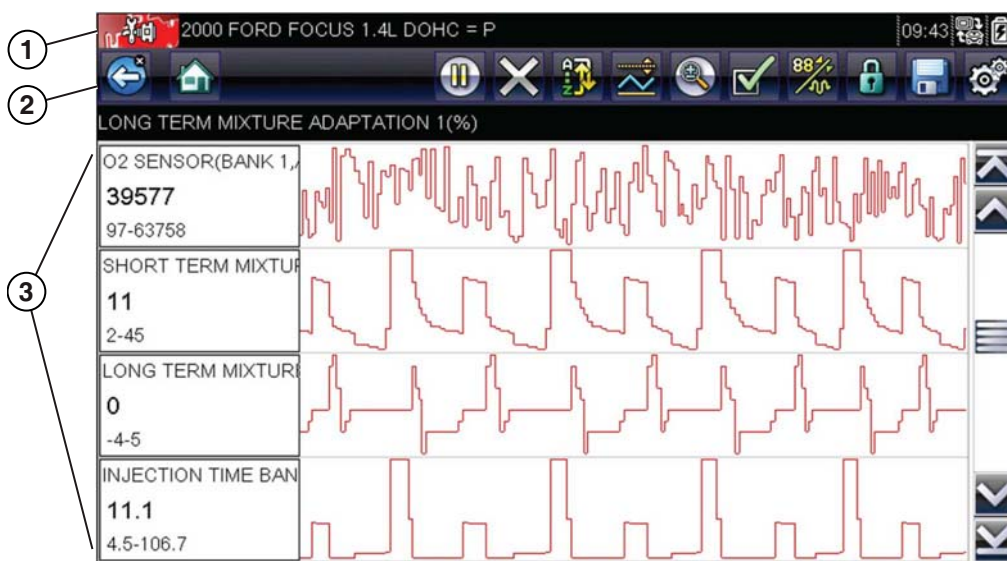 1
2000 FORD FOCUS 1.4L DOHC = P
09:43
2
LONG TERM MIXTURE ADAPTATION 1(%)
3
O2 SENSOR(BANK 1,
39577
97-63758
SHORT TERM MIXTUR
11
2-45
LONG TERM MIXTURE
0
-4-5
INJECTION TIME BAN
11.1
4.5-106.7